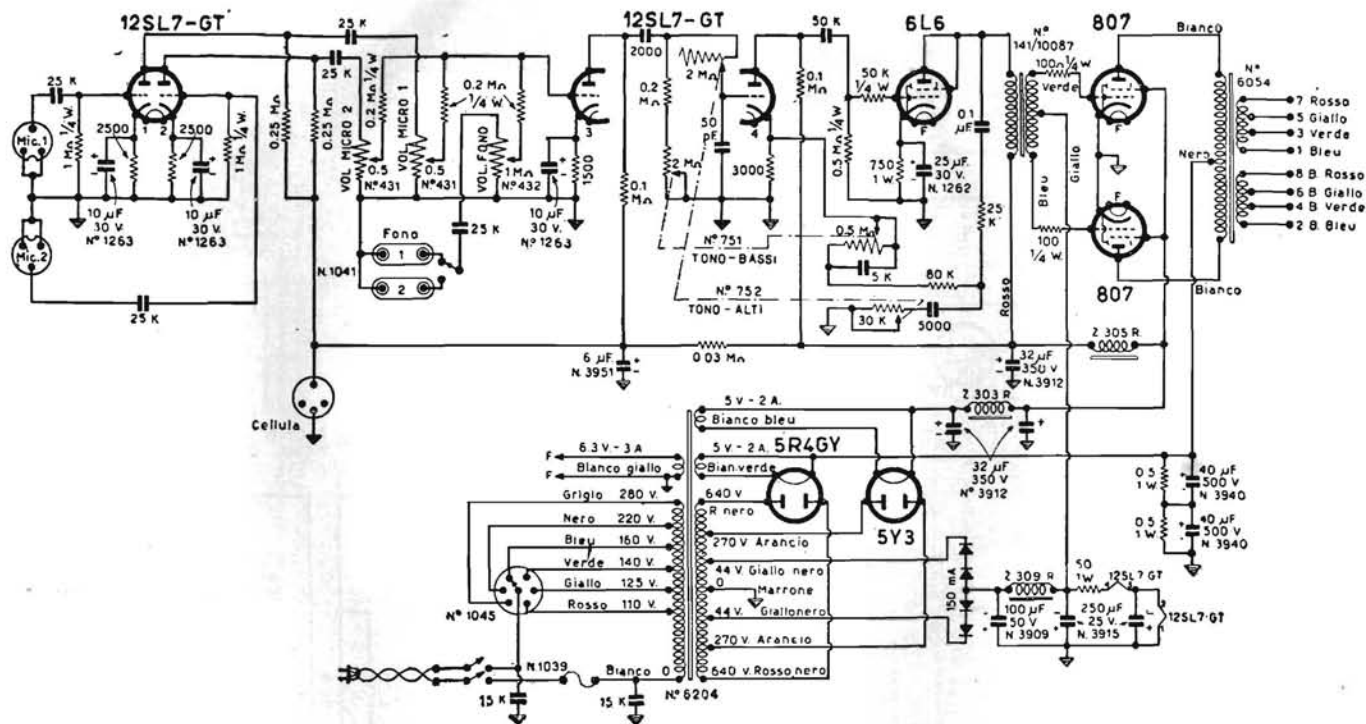 12SL7-GT
25 K
25 K
Mic.1
1 MΩ ¼ W.
1
2
2500
2500
1 MΩ ¼ W.
10 µF
30 V.
Nº 1263
10 µF
30 V.
Nº 1263
Mic.2
25 K
0.25 MΩ
0.25 MΩ
25 K
VOL MICRO 2
0.2 MΩ ¼ W
0.5
Nº431
VOL. MICRO 1
0.5
Nº431
0.2 MΩ
¼ W
VOL. FONO
1 MΩ
Nº 432
25 K
Fono
1
2
N.1041
Cellula
12SL7-GT
3
1500
10 µF
30 V.
Nº 1263
2000
0.1
MΩ
0.2
MΩ
2 MΩ
2 MΩ
50
pF
4
3000
Nº 751
TONO-BASSI
Nº 752
TONO-ALTI
50 K
0.1
MΩ
0.5 MΩ ¼ W
50 K
¼ W
6L6
F
750
1 W.
25 µF.
30 V.
N. 1262
0.1
µF
25
K
0.5 MΩ
5 K
80 K
30 K
5000
6 µF.
N. 3951
0.03 MΩ
32 µF
350 V
N. 3912
Rosso
Nº
141/10087
100Ω ¼ W
Verde
Bleu
Giallo
100
¼ W.
807
F
F
807
Bianco
Nero
Bianco
Nº
6054
7 Rosso
5 Giallo
3 Verde
1 Bleu
8 B. Rosso
6 B. Giallo
4 B. Verde
2 B. Bleu
Z 305 R.
5 V - 2 A.
Bianco bleu
Z 303 R
32 µF
350 V
Nº 3912
5 V - 2 A.
Bian.verde
5R4GY
5Y3
F
6.3 V. - 3 A
F
Bianco giallo
Grigio 280 V.
Nero 220 V.
Bleu 160 V.
Verde 140 V.
Giallo 125 V.
Rosso 110 V.
Nº 1045
N.1039
Bianco 0
15 K
15 K
Nº 6204
640 V
R nero
270 V Arancio
44 V. Giallo nero
0
Marrone
44 V. Giallonero
270 V. Arancio
640 V. Rosso nero
150 mA
Z 309 R
100 µF
50 V
N. 3909
50
1W
12SL7 GT
250 µF
25 V.
N. 3915
12SL7-GT
0.5
1 W.
40 µF
500 V
N 3940
0.5
1 W.
40 µF
500 V
N 3940